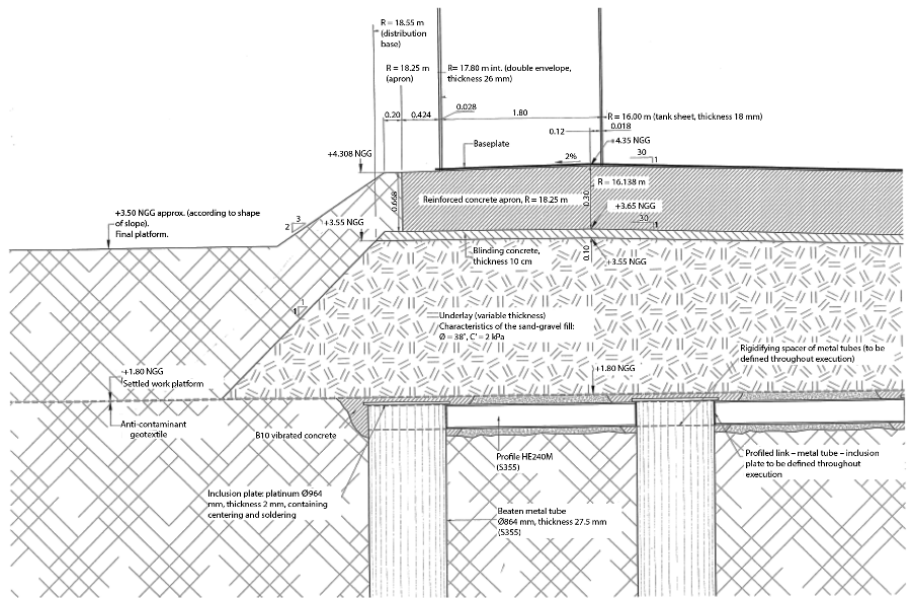 R = 18.55 m
(distribution
base)
R = 18.25 m
(apron)
R= 17.80 m int. (double envelope,
thickness 26 mm)
0.20
0.424
0.028
1.80
R = 16.00 m (tank sheet, thickness 18 mm)
0.018
0.12
+4.35 NGG
Baseplate
2%
30
1
+4.308 NGG
R = 16.138 m
Reinforced concrete apron, R = 18.25 m
+3.65 NGG
30
1
+3.50 NGG approx. (according to shape
of slope).
Final platform.
3
2
+3.55 NGG
Blinding concrete,
thickness 10 cm
0.10
+3.55 NGG
1
Underlay (variable thickness)
Characteristics of the sand-gravel fill:
Ø = 38°, C' = 2 kPa
Rigidifying spacer of metal tubes (to be
defined throughout execution)
+1.80 NGG
+1.80 NGG
Settled work platform
Anti-contaminant
geotextile
B10 vibrated concrete
Profile HE240M
(S355)
Profiled link – metal tube – inclusion
plate to be defined throughout
execution
Inclusion plate: platinum Ø964
mm, thickness 2 mm, containing
centering and soldering
Beaten metal tube
Ø864 mm, thickness 27.5 mm
(S355)